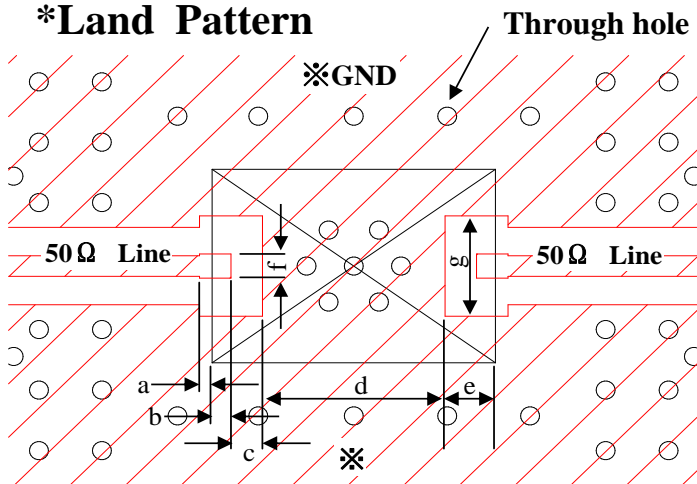 *Land Pattern
Through hole
※GND
50Ω Line
f
g
50Ω Line
a
d
e
b
c
※